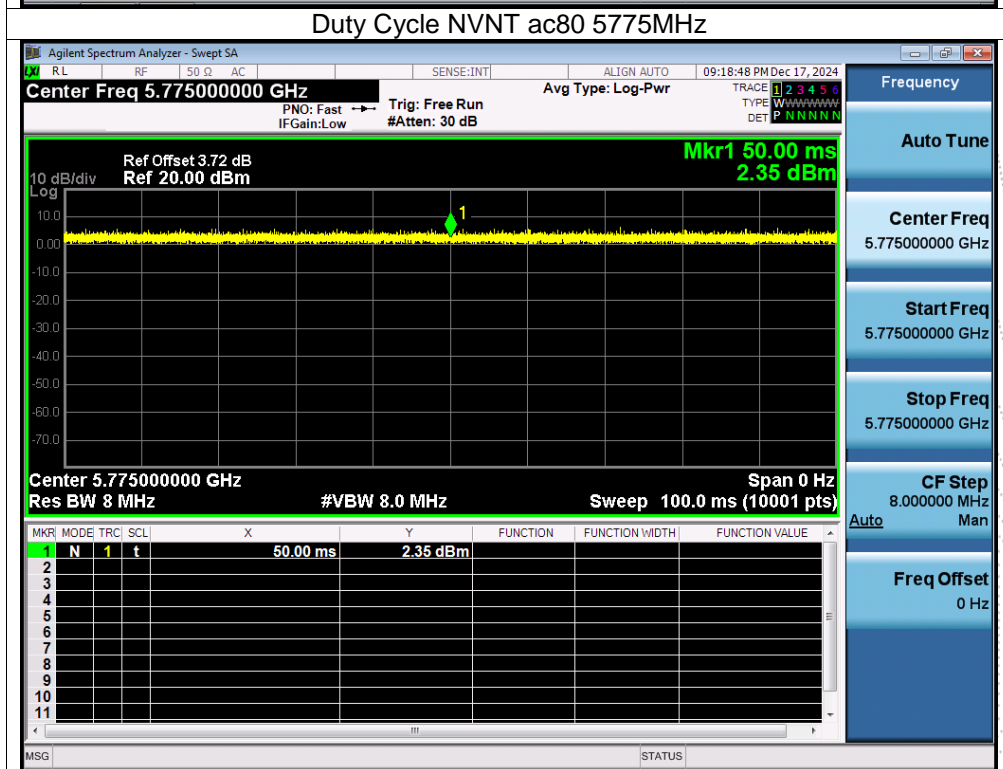 Duty Cycle NVNT ac80 5775MHz
Agilent Spectrum Analyzer - Swept SA
LXI RL RF 50 Ω AC SENSE:INT ALIGN AUTO 09:18:48 PM Dec 17, 2024
Center Freq 5.775000000 GHz
PNO: Fast
IFGain:Low
Trig: Free Run
#Atten: 30 dB
Avg Type: Log-Pwr
TRACE 1 2 3 4 5 6
TYPE WWWWWWW
DET P N N N N N
Frequency
Auto Tune
Center Freq
5.775000000 GHz
Start Freq
5.775000000 GHz
Stop Freq
5.775000000 GHz
CF Step
8.000000 MHz
Auto Man
Freq Offset
0 Hz
Mkr1 50.00 ms
2.35 dBm
Ref Offset 3.72 dB
10 dB/div Ref 20.00 dBm
Log
10.0
0.00
-10.0
-20.0
-30.0
-40.0
-50.0
-60.0
-70.0
1
Center 5.775000000 GHz Span 0 Hz
Res BW 8 MHz #VBW 8.0 MHz Sweep 100.0 ms (10001 pts)
MKR MODE TRC SCL X Y FUNCTION FUNCTION WIDTH FUNCTION VALUE
1 N 1 t 50.00 ms 2.35 dBm
2
3
4
5
6
7
8
9
10
11
MSG STATUS